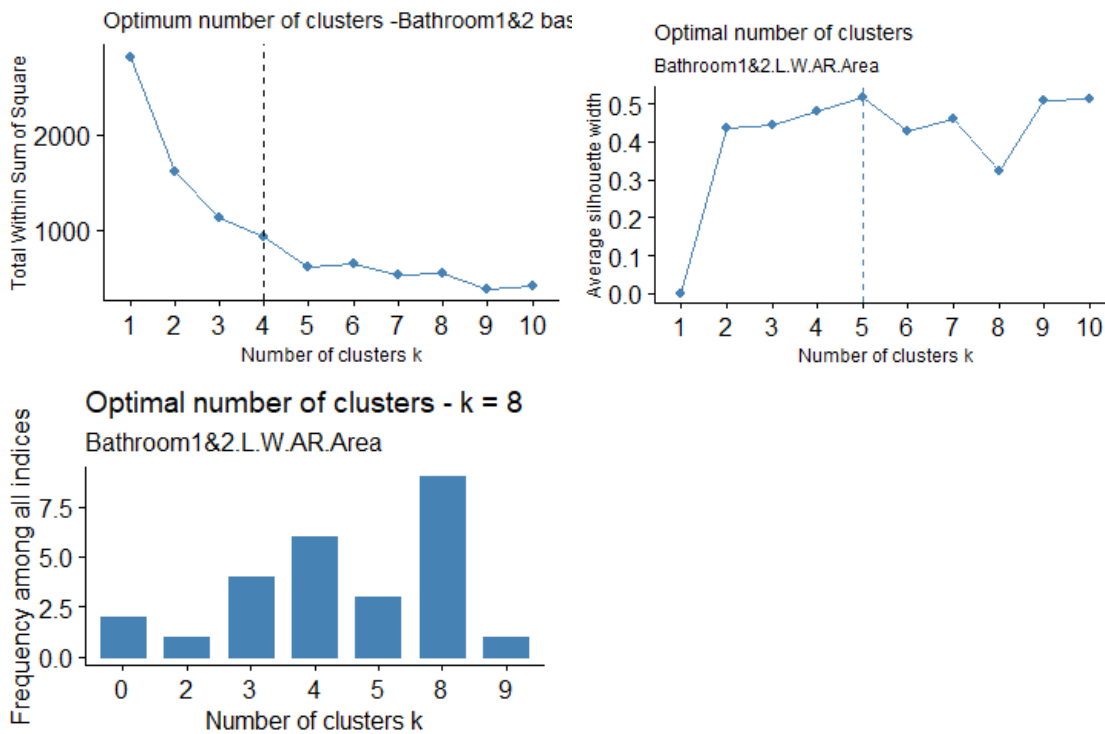 Optimum number of clusters -Bathroom1&2 bas
Total Within Sum of Square
2000
1000
1 2 3 4 5 6 7 8 9 10
Number of clusters k
Optimal number of clusters
Bathroom1&2.L.W.AR.Area
Average silhouette width
0.5
0.4
0.3
0.2
0.1
0.0
1 2 3 4 5 6 7 8 9 10
Number of clusters k
Optimal number of clusters - k = 8
Bathroom1&2.L.W.AR.Area
Frequency among all indices
7.5
5.0
2.5
0.0
0 2 3 4 5 8 9
Number of clusters k